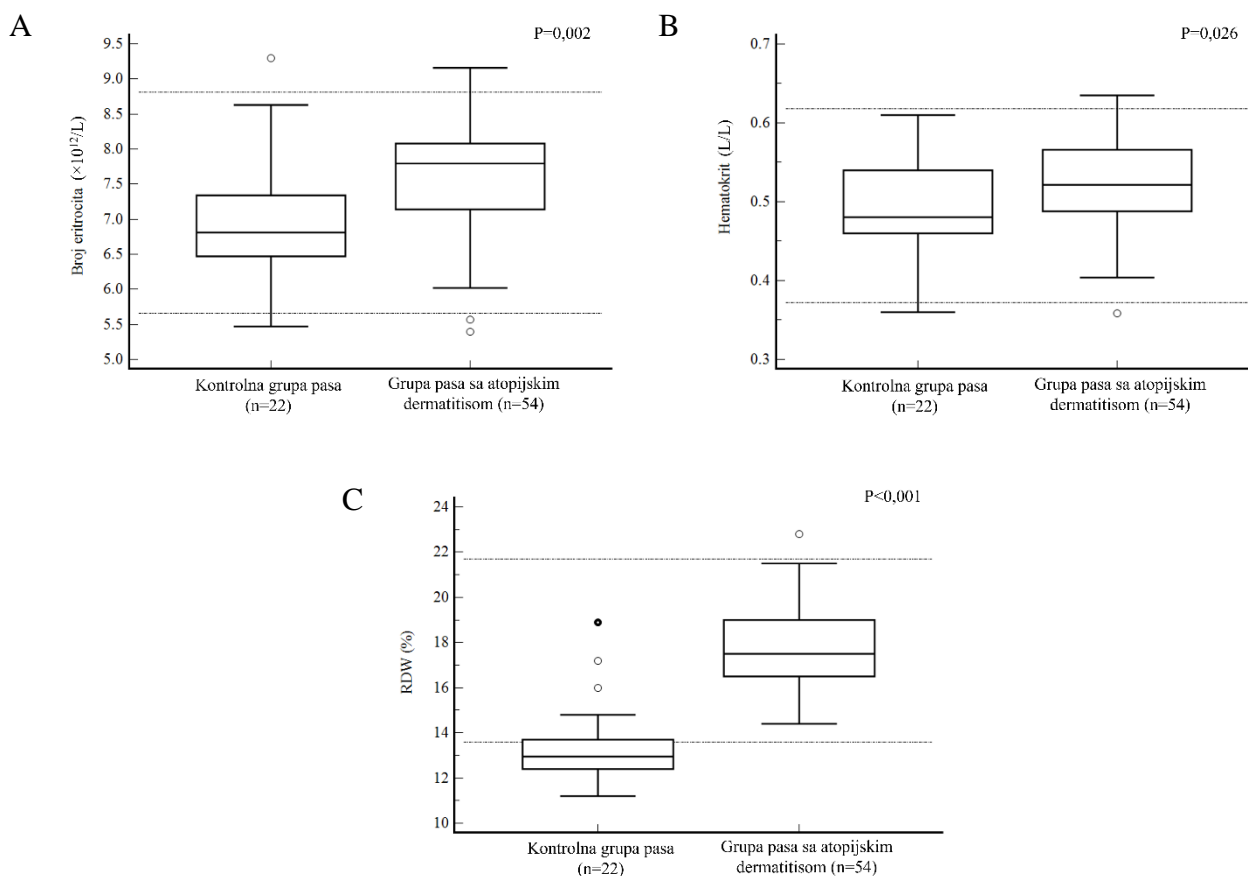 A
P=0,002
Broj eritrocita (×10¹²/L)
9.5
9.0
8.5
8.0
7.5
7.0
6.5
6.0
5.5
5.0
Kontrolna grupa pasa
(n=22)
Grupa pasa sa atopijskim
dermatitisom (n=54)
B
P=0,026
Hematokrit (L/L)
0.7
0.6
0.5
0.4
0.3
Kontrolna grupa pasa
(n=22)
Grupa pasa sa atopijskim
dermatitisom (n=54)
C
P<0,001
RDW (%)
24
22
20
18
16
14
12
10
Kontrolna grupa pasa
(n=22)
Grupa pasa sa atopijskim
dermatitisom (n=54)